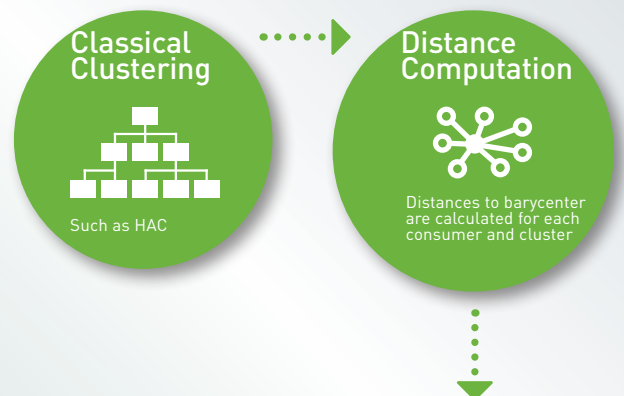 Classical
Clustering
Such as HAC
Distance
Computation
Distances to barycenter
are calculated for each
consumer and cluster